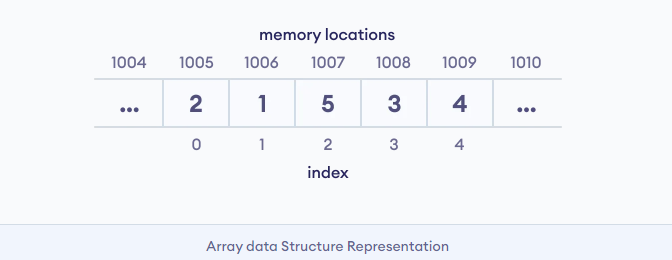 memory locations
1004 1005 1006 1007 1008 1009 1010
... 2 1 5 3 4 ...
0 1 2 3 4
index
Array data Structure Representation